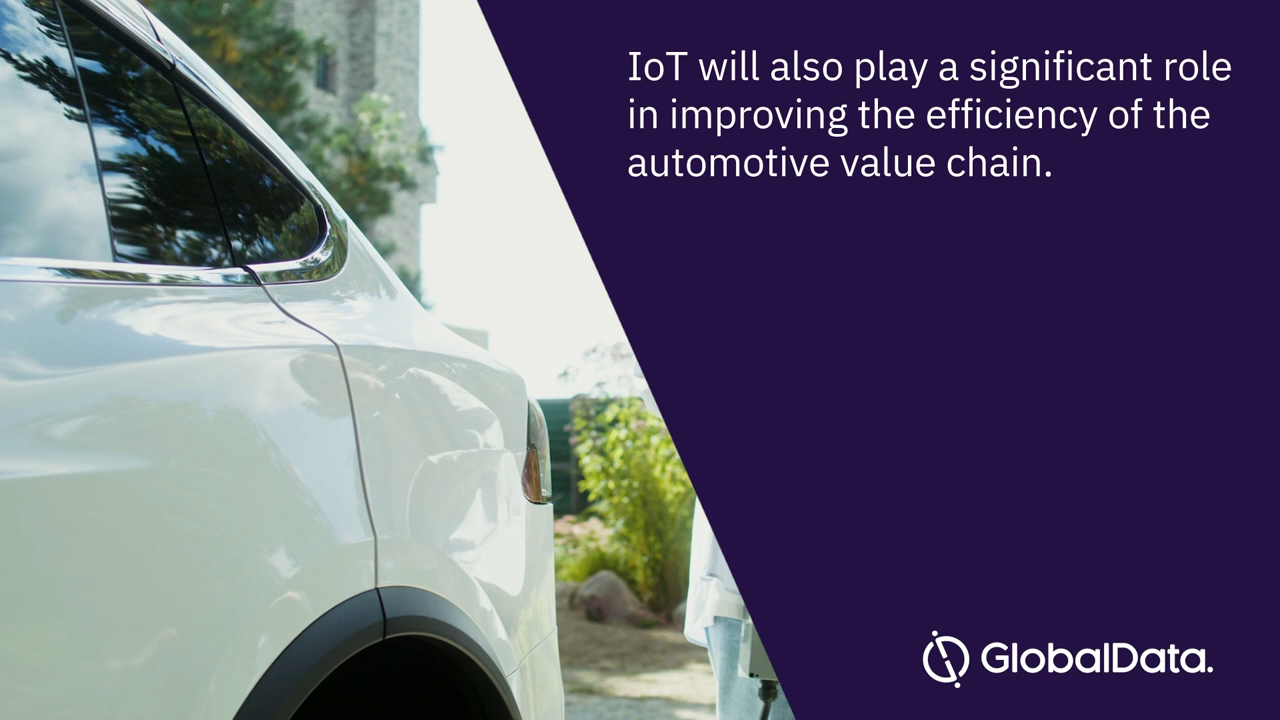 IoT will also play a significant role
in improving the efficiency of the
automotive value chain.
GlobalData.